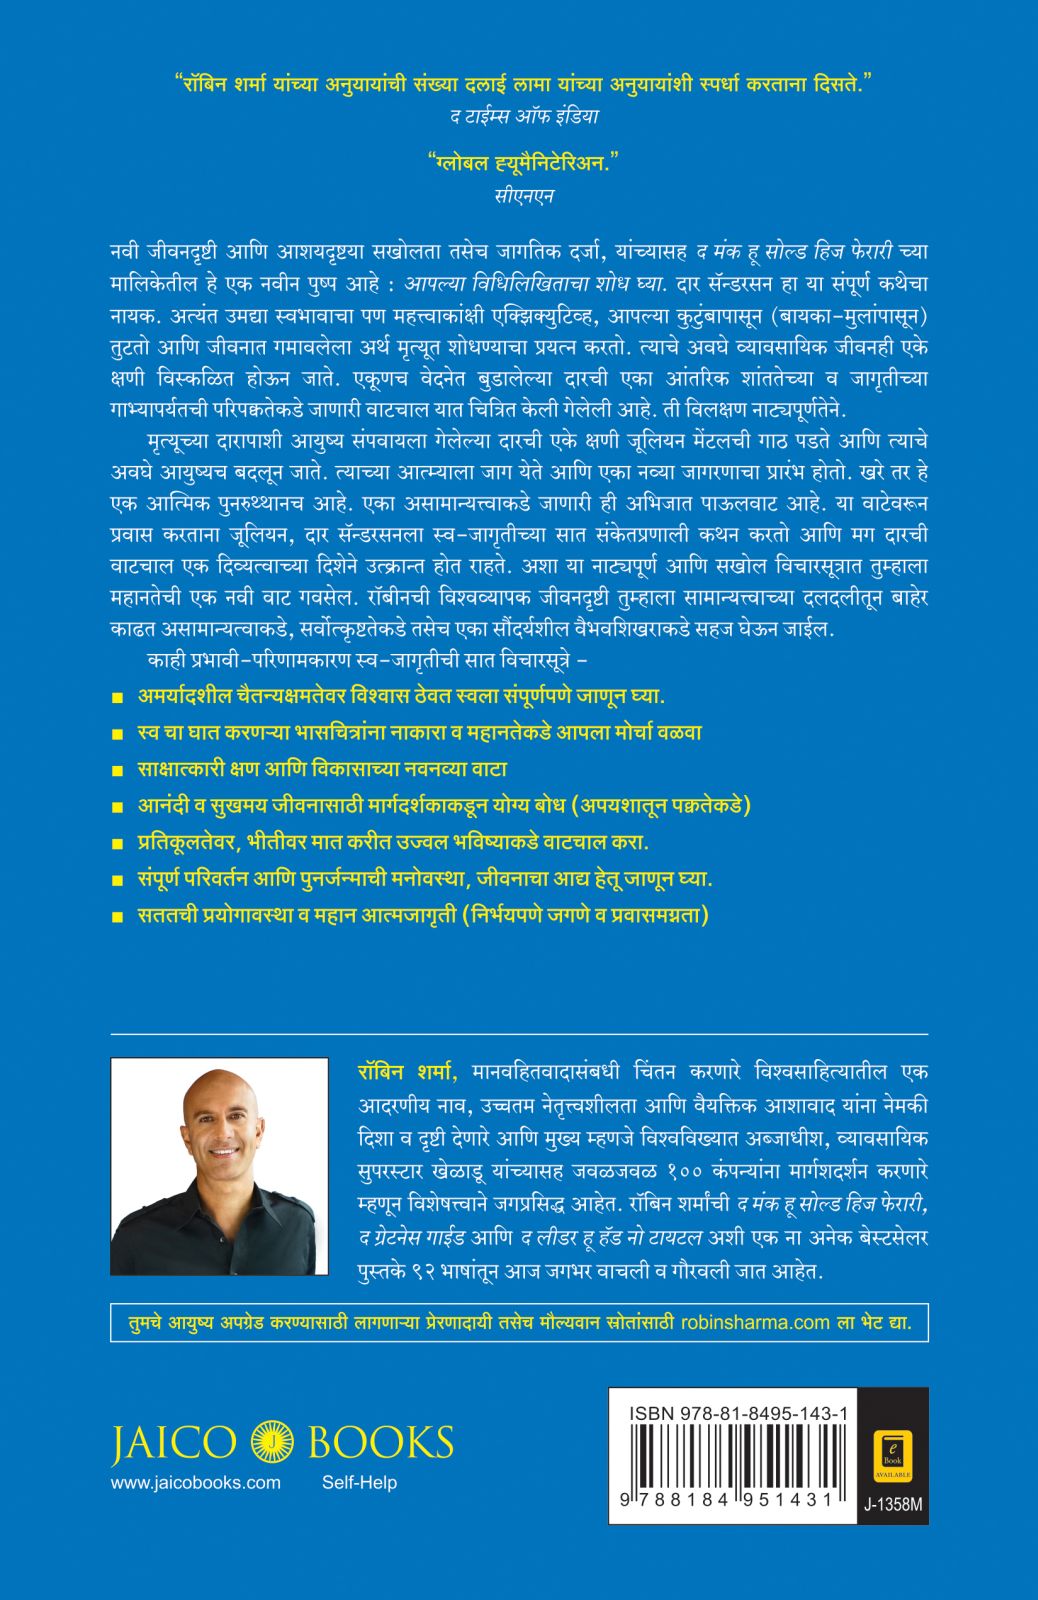 “रॉबिन शर्मा यांच्या अनुयायांची संख्या दलाई लामा यांच्या अनुयायांशी स्पर्धा करताना दिसते.”
द टाईम्स ऑफ इंडिया
“ग्लोबल ह्यूमैनिटेरिअन.”
सीएनएन
नवी जीवनदृष्टी आणि आशयदृष्टया सखोलता तसेच जागतिक दर्जा, यांच्यासह द मंक हू सोल्ड हिज फेरारी च्या
मालिकेतील हे एक नवीन पुष्प आहे : आपल्या विधिलिखिताचा शोध घ्या. दार सॅन्डरसन हा या संपूर्ण कथेचा
नायक. अत्यंत उमद्या स्वभावाचा पण महत्त्वाकांक्षी एक्झिक्युटिव्ह, आपल्या कुटुंबापासून (बायका-मुलांपासून)
तुटतो आणि जीवनात गमावलेला अर्थ मृत्यूत शोधण्याचा प्रयत्न करतो. त्याचे अवघे व्यावसायिक जीवनही एके
क्षणी विस्कळित होऊन जाते. एकूणच वेदनेत बुडालेल्या दारची एका आंतरिक शांततेच्या व जागृतीच्या
गाभ्यापर्यतची परिपक्वतेकडे जाणारी वाटचाल यात चित्रित केली गेलेली आहे. ती विलक्षण नाट्यपूर्णतेने.
मृत्यूच्या दारापाशी आयुष्य संपवायला गेलेल्या दारची एके क्षणी जूलियन मेंटलची गाठ पडते आणि त्याचे
अवघे आयुष्यच बदलून जाते. त्याच्या आत्म्याला जाग येते आणि एका नव्या जागरणाचा प्रारंभ होतो. खरे तर हे
एक आत्मिक पुनरुथ्थानच आहे. एका असामान्यत्त्वाकडे जाणारी ही अभिजात पाऊलवाट आहे. या वाटेवरून
प्रवास करताना जूलियन, दार सॅन्डरसनला स्व-जागृतीच्या सात संकेतप्रणाली कथन करतो आणि मग दारची
वाटचाल एक दिव्यत्वाच्या दिशेने उत्क्रान्त होत राहते. अशा या नाट्यपूर्ण आणि सखोल विचारसूत्रात तुम्हाला
महानतेची एक नवी वाट गवसेल. रॉबीनची विश्वव्यापक जीवनदृष्टी तुम्हाला सामान्यत्त्वाच्या दलदलीतून बाहेर
काढत असामान्यत्वाकडे, सर्वोत्कृष्टतेकडे तसेच एका सौंदर्यशील वैभवशिखराकडे सहज घेऊन जाईल.
काही प्रभावी-परिणामकारण स्व-जागृतीची सात विचारसूत्रे -
▪ अमर्यादशील चैतन्यक्षमतेवर विश्वास ठेवत स्वला संपूर्णपणे जाणून घ्या.
▪ स्व चा घात करणऱ्या भासचित्रांना नाकारा व महानतेकडे आपला मोर्चा वळवा
▪ साक्षात्कारी क्षण आणि विकासाच्या नवनव्या वाटा
▪ आनंदी व सुखमय जीवनासाठी मार्गदर्शकाकडून योग्य बोध (अपयशातून पक्वतेकडे)
▪ प्रतिकूलतेवर, भीतीवर मात करीत उज्वल भविष्याकडे वाटचाल करा.
▪ संपूर्ण परिवर्तन आणि पुनर्जन्माची मनोवस्था, जीवनाचा आद्य हेतू जाणून घ्या.
▪ सततची प्रयोगावस्था व महान आत्मजागृती (निर्भयपणे जगणे व प्रवासमग्नता)
रॉबिन शर्मा, मानवहितवादासंबधी चिंतन करणारे विश्वसाहित्यातील एक
आदरणीय नाव, उच्चतम नेतृत्त्वशीलता आणि वैयक्तिक आशावाद यांना नेमकी
दिशा व दृष्टी देणारे आणि मुख्य म्हणजे विश्वविख्यात अब्जाधीश, व्यावसायिक
सुपरस्टार खेळाडू यांच्यासह जवळजवळ १०० कंपन्यांना मार्गशदर्शन करणारे
म्हणून विशेषत्त्वाने जगप्रसिद्ध आहेत. रॉबिन शर्मांची द मंक हू सोल्ड हिज फेरारी,
द ग्रेटनेस गाईड आणि द लीडर हू हॅड नो टायटल अशी एक ना अनेक बेस्टसेलर
पुस्तके ९२ भाषांतून आज जगभर वाचली व गौरवली जात आहेत.
तुमचे आयुष्य अपग्रेड करण्यासाठी लागणाऱ्या प्रेरणादायी तसेच मौल्यवान स्रोतांसाठी robinsharma.com ला भेट द्या.
JAICO J BOOKS
www.jaicobooks.com Self-Help
ISBN 978-81-8495-143-1
9 788184 951431
e
Book
AVAILABLE
J-1358M